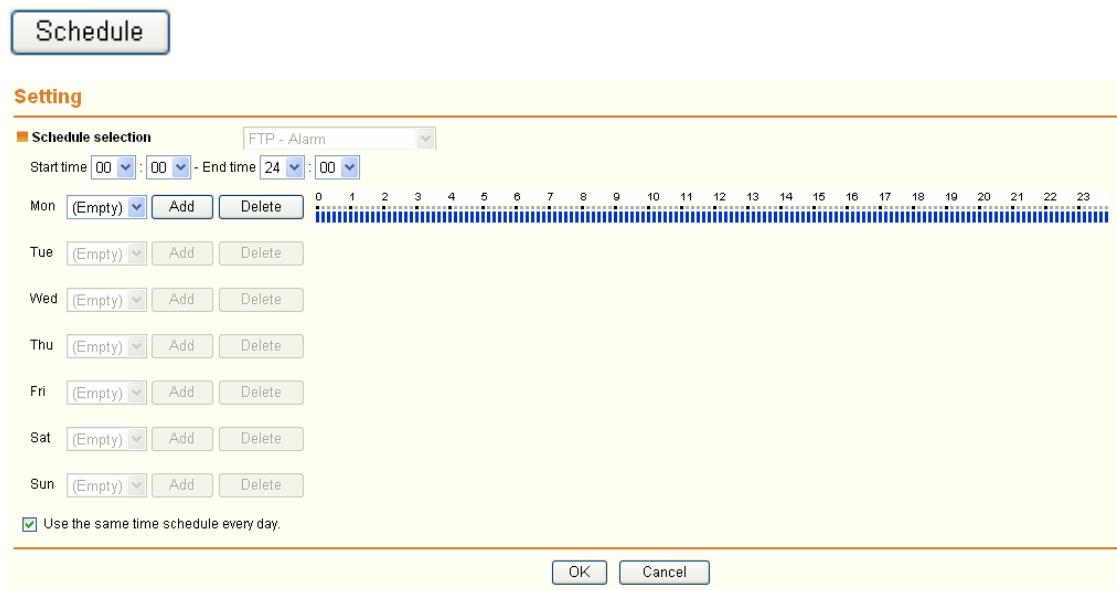 Schedule
Setting
Schedule selection FTP - Alarm
Start time 00 : 00 - End time 24 : 00
Mon (Empty) Add Delete 0 1 2 3 4 5 6 7 8 9 10 11 12 13 14 15 16 17 18 19 20 21 22 23
Tue (Empty) Add Delete
Wed (Empty) Add Delete
Thu (Empty) Add Delete
Fri (Empty) Add Delete
Sat (Empty) Add Delete
Sun (Empty) Add Delete
Use the same time schedule every day.
OK Cancel